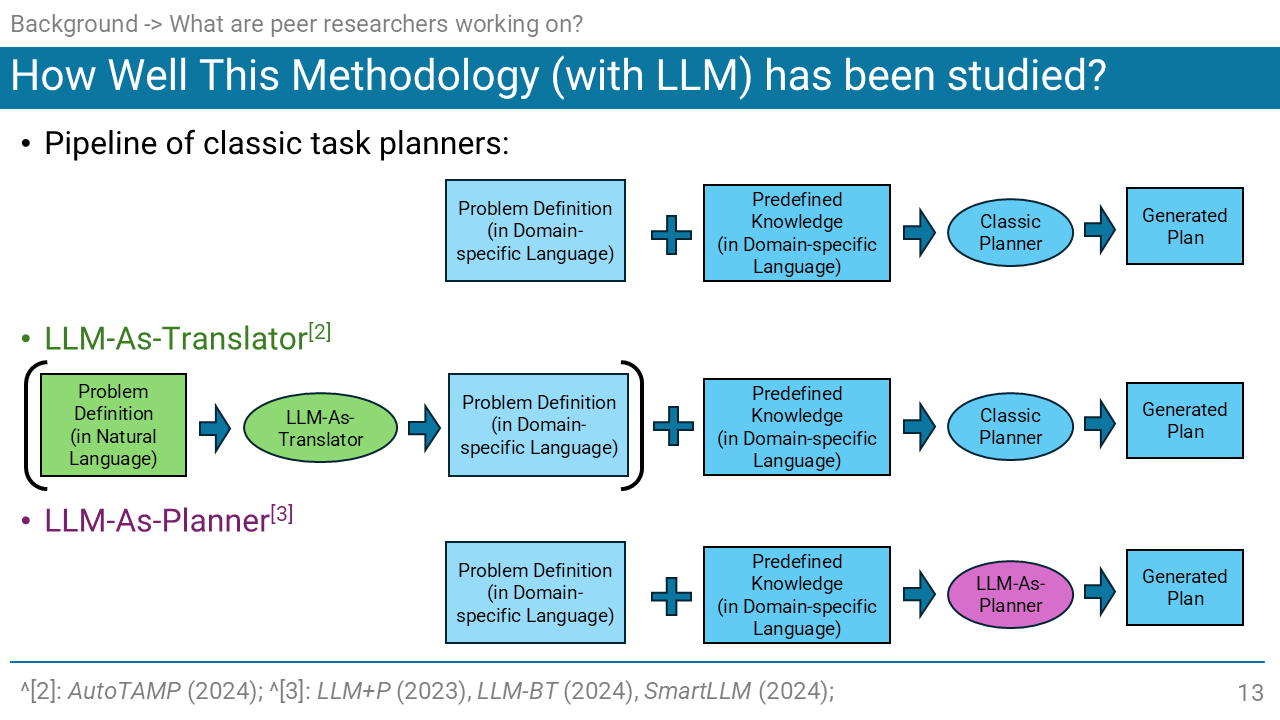 Background -> What are peer researchers working on?
How Well This Methodology (with LLM) has been studied?
• Pipeline of classic task planners:
Problem Definition
(in Domain-
specific Language)
Predefined
Knowledge
(in Domain-specific
Language)
Classic
Planner
Generated
Plan
• LLM-As-Translator[2]
Problem
Definition
(in Natural
Language)
LLM-As-
Translator
Problem Definition
(in Domain-
specific Language)
Predefined
Knowledge
(in Domain-specific
Language)
Classic
Planner
Generated
Plan
• LLM-As-Planner[3]
Problem Definition
(in Domain-
specific Language)
Predefined
Knowledge
(in Domain-specific
Language)
LLM-As-
Planner
Generated
Plan
^[2]: AutoTAMP (2024); ^[3]: LLM+P (2023), LLM-BT (2024), SmartLLM (2024);
13